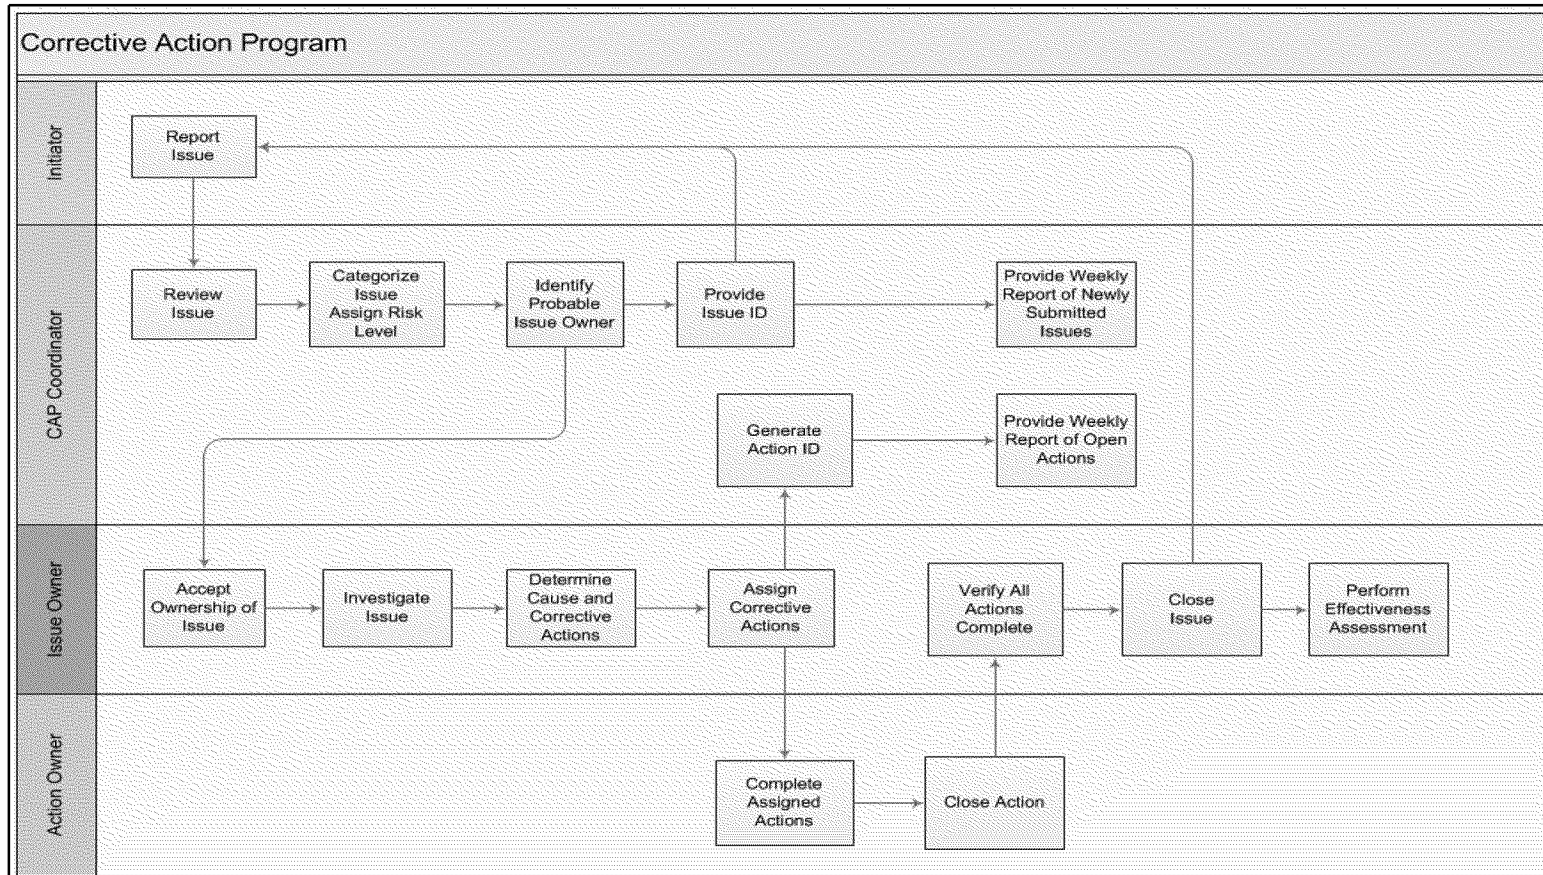 Corrective Action Program
Initiator
Report
Issue
CAP Coordinator
Review
Issue
Categorize
Issue
Assign Risk
Level
Identify
Probable
Issue Owner
Provide
Issue ID
Provide Weekly
Report of Newly
Submitted
Issues
Generate
Action ID
Provide Weekly
Report of Open
Actions
Issue Owner
Accept
Ownership of
Issue
Investigate
Issue
Determine
Cause and
Corrective
Actions
Assign
Corrective
Actions
Verify All
Actions
Complete
Close
Issue
Perform
Effectiveness
Assessment
Action Owner
Complete
Assigned
Actions
Close Action